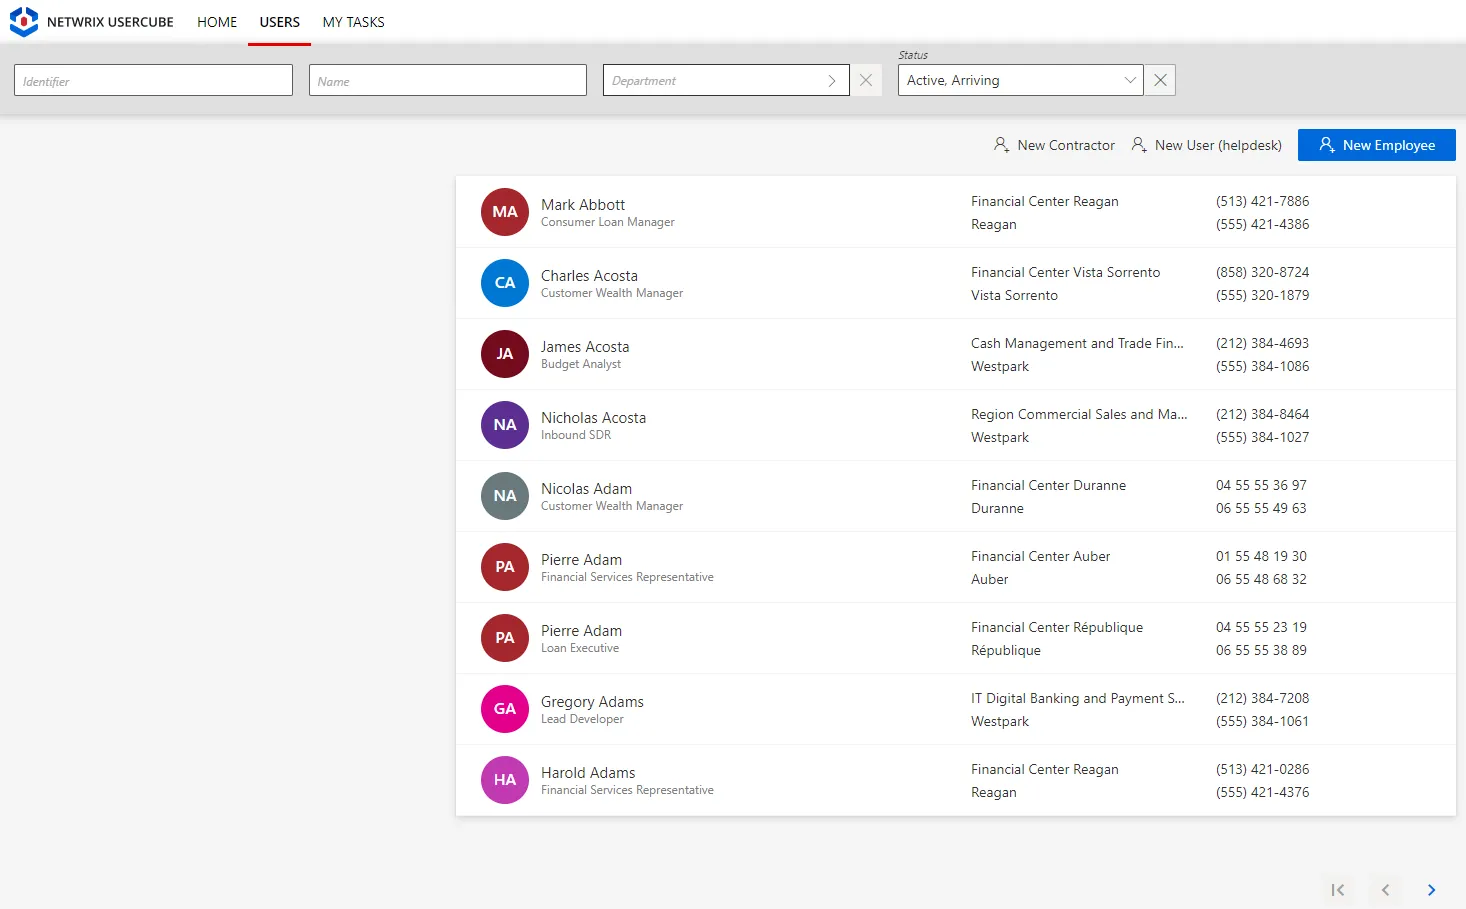 NETWRIX USERCUBE HOME USERS MY TASKS
Status
Identifier Name Department Active, Arriving
New Contractor New User (helpdesk) New Employee
MA Mark Abbott Financial Center Reagan (513) 421-7886
Consumer Loan Manager Reagan (555) 421-4386
CA Charles Acosta Financial Center Vista Sorrento (858) 320-8724
Customer Wealth Manager Vista Sorrento (555) 320-1879
JA James Acosta Cash Management and Trade Fin... (212) 384-4693
Budget Analyst Westpark (555) 384-1086
NA Nicholas Acosta Region Commercial Sales and Ma... (212) 384-8464
Inbound SDR Westpark (555) 384-1027
NA Nicolas Adam Financial Center Duranne 04 55 55 36 97
Customer Wealth Manager Duranne 06 55 55 49 63
PA Pierre Adam Financial Center Auber 01 55 48 19 30
Financial Services Representative Auber 06 55 48 68 32
PA Pierre Adam Financial Center République 04 55 55 23 19
Loan Executive République 06 55 55 38 89
GA Gregory Adams IT Digital Banking and Payment S... (212) 384-7208
Lead Developer Westpark (555) 384-1061
HA Harold Adams Financial Center Reagan (513) 421-0286
Financial Services Representative Reagan (555) 421-4376